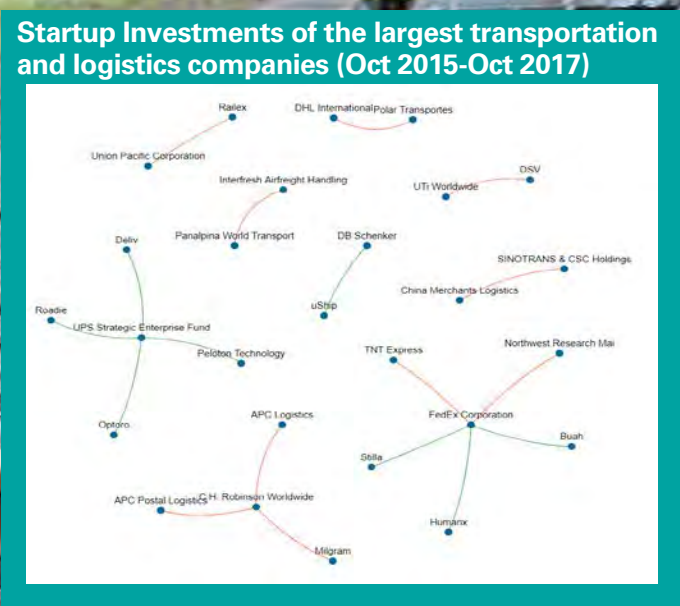 Startup Investments of the largest transportation
and logistics companies (Oct 2015-Oct 2017)
Railex
DHL International
Polar Transportes
Union Pacific Corporation
Interfresh Airfreight Handling
DSV
UTi Worldwide
Deliv
Panalpina World Transport
DB Schenker
SINOTRANS & CSC Holdings
China Merchants Logistics
Roadie
uShip
UPS Strategic Enterprise Fund
Peloton Technology
TNT Express
Northwest Research Mai
APC Logistics
FedEx Corporation
Optoro
Buah
Stilla
APC Postal Logistics
C.H. Robinson Worldwide
Humanx
Milgram